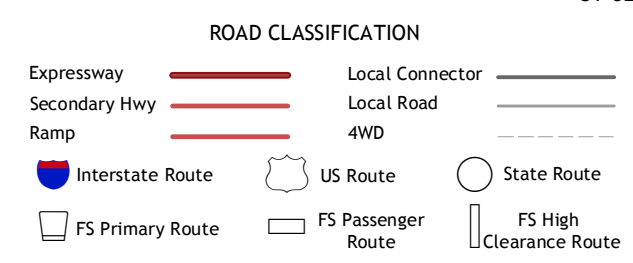 ROAD CLASSIFICATION
Expressway
Local Connector
Secondary Hwy
Local Road
Ramp
4WD
Interstate Route
US Route
State Route
FS Primary Route
FS Passenger
Route
FS High
Clearance Route